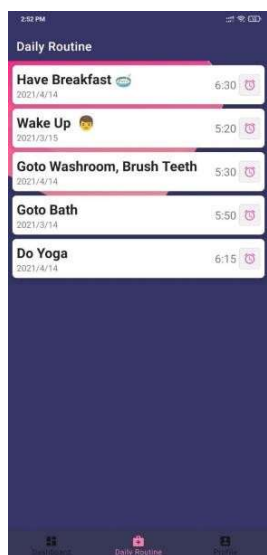 2:52 PM
Daily Routine
Have Breakfast
6:30
2021/4/14
Wake Up
5:20
2021/3/15
Goto Washroom, Brush Teeth
5:30
2021/4/14
Goto Bath
5:50
2021/3/14
Do Yoga
6:15
2021/4/14
Dashboard
Daily Routine
Profile